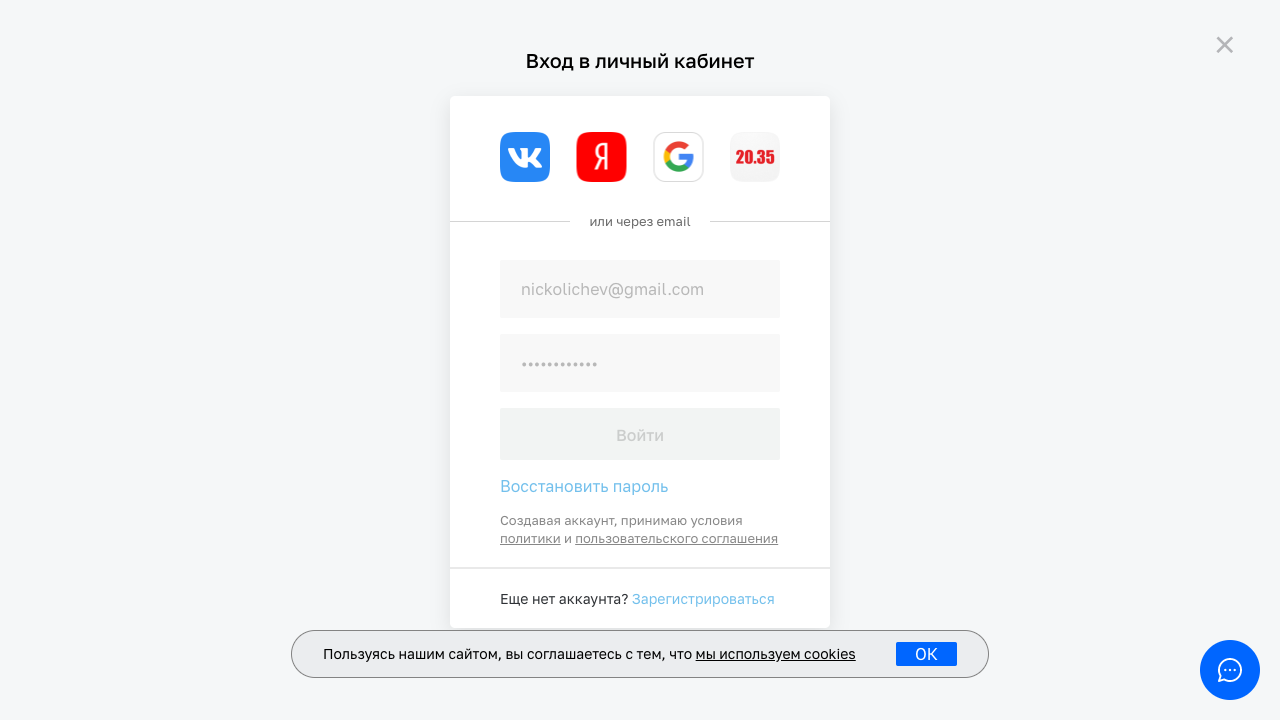 Вход в личный кабинет
20.35
или через email
nickolichev@gmail.com
••••••••••••
Войти
Восстановить пароль
Создавая аккаунт, принимаю условия
политики и пользовательского соглашения
Еще нет аккаунта? Зарегистрироваться
Пользуясь нашим сайтом, вы соглашаетесь с тем, что мы используем cookies
ОК